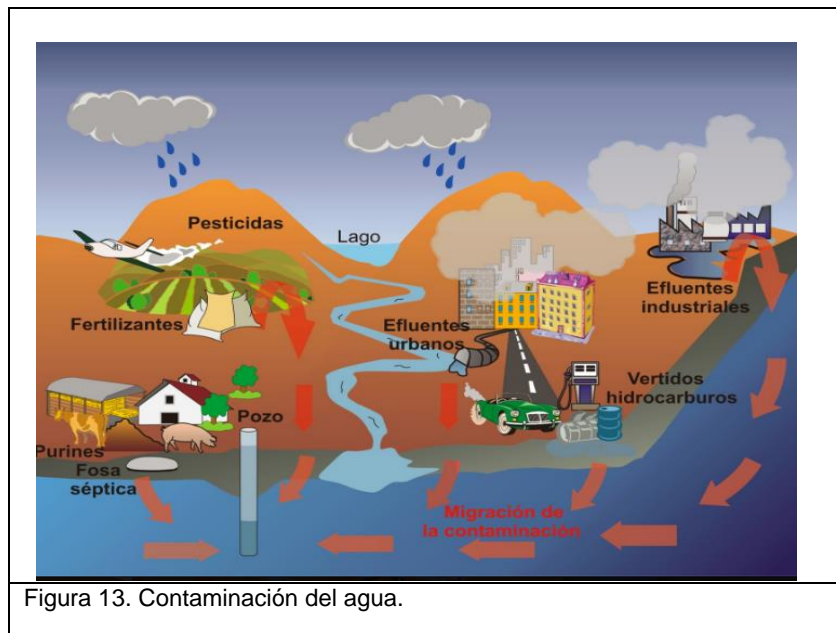 Pesticidas
Lago
Fertilizantes
Efluentes
urbanos
Efluentes
industriales
Vertidos
hidrocarburos
Pozo
Purines
Fosa
séptica
Migración de
la contaminación
Figura 13. Contaminación del agua.